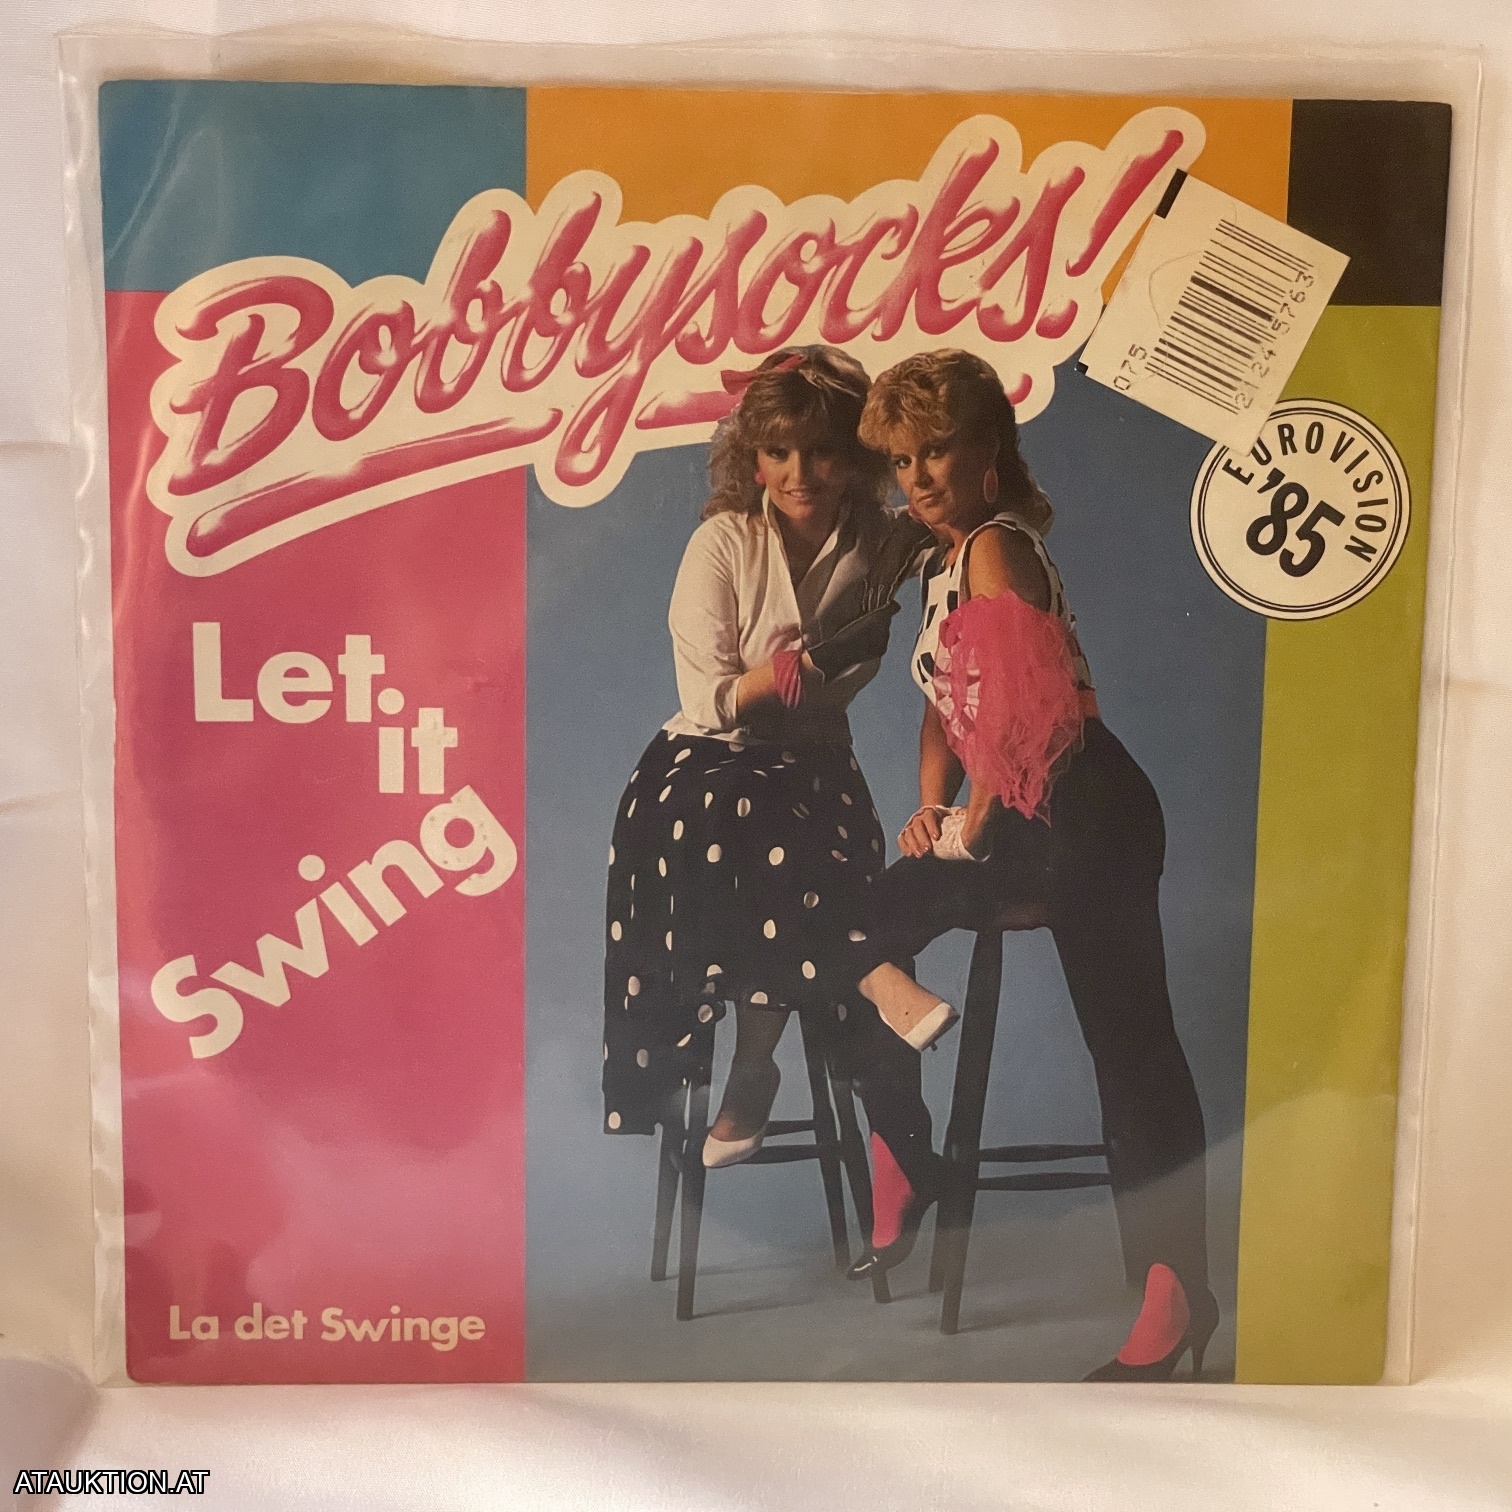 Bobbysocks!
075
2124 5763
EUROVISION
'85
Let
it
Swing
La det Swinge
ATAUKTION.AT